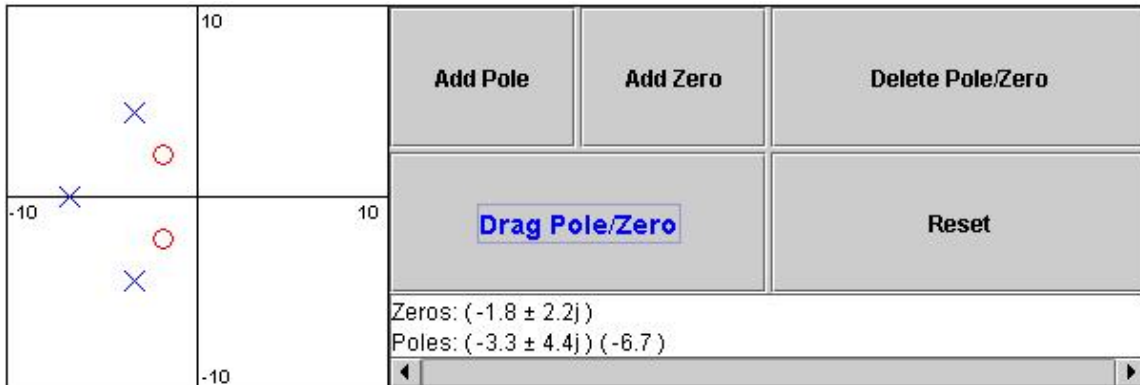 10
-10
10
-10
Add Pole
Add Zero
Delete Pole/Zero
Drag Pole/Zero
Reset
Zeros: ( -1.8 ± 2.2j )
Poles: ( -3.3 ± 4.4j ) ( -6.7 )